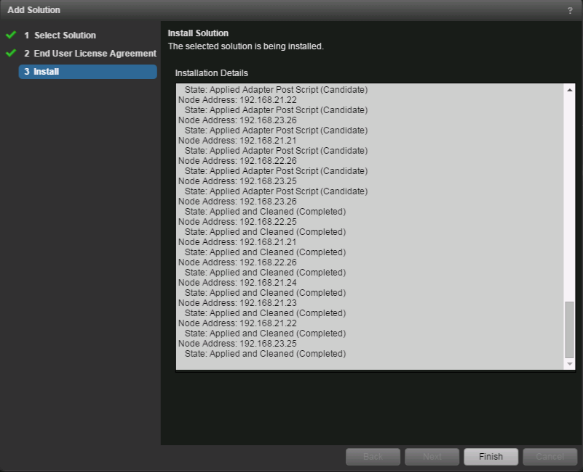 Add Solution
?
1 Select Solution
2 End User License Agreement
3 Install
Install Solution
The selected solution is being installed.
Installation Details
State: Applied Adapter Post Script (Candidate)
Node Address: 192.168.21.22
State: Applied Adapter Post Script (Candidate)
Node Address: 192.168.23.26
State: Applied Adapter Post Script (Candidate)
Node Address: 192.168.21.21
State: Applied Adapter Post Script (Candidate)
Node Address: 192.168.22.26
State: Applied Adapter Post Script (Candidate)
Node Address: 192.168.23.25
State: Applied Adapter Post Script (Candidate)
Node Address: 192.168.23.26
State: Applied and Cleaned (Completed)
Node Address: 192.168.22.25
State: Applied and Cleaned (Completed)
Node Address: 192.168.21.21
State: Applied and Cleaned (Completed)
Node Address: 192.168.22.26
State: Applied and Cleaned (Completed)
Node Address: 192.168.21.24
State: Applied and Cleaned (Completed)
Node Address: 192.168.21.23
State: Applied and Cleaned (Completed)
Node Address: 192.168.21.22
State: Applied and Cleaned (Completed)
Node Address: 192.168.23.25
State: Applied and Cleaned (Completed)
Back
Next
Finish
Cancel